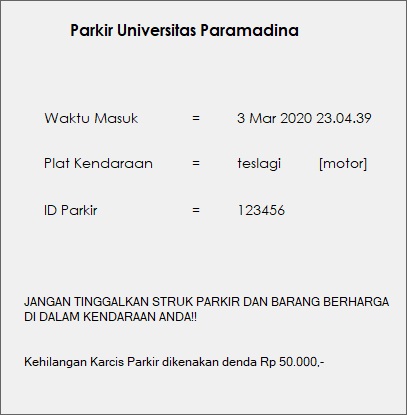 Parkir Universitas Paramadina
Waktu Masuk = 3 Mar 2020 23.04.39
Plat Kendaraan = teslagi [motor]
ID Parkir = 123456
JANGAN TINGGALKAN STRUK PARKIR DAN BARANG BERHARGA
DI DALAM KENDARAAN ANDA!!
Kehilangan Karcis Parkir dikenakan denda Rp 50.000,-